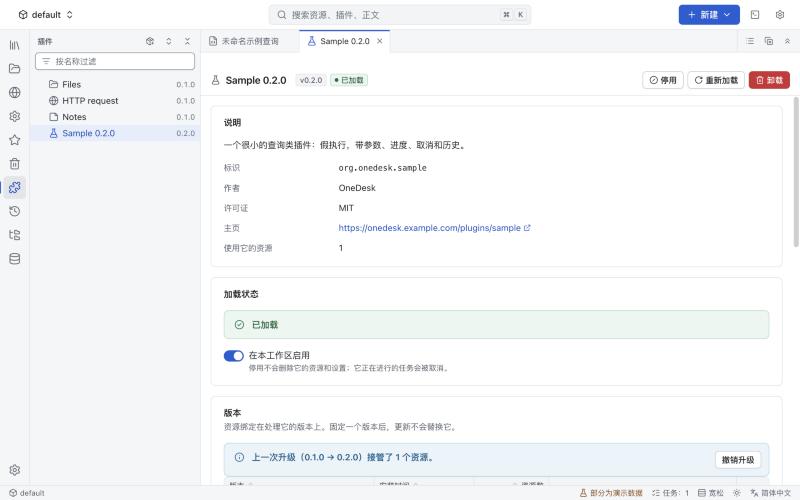 default
搜索资源、插件、正文
⌘ K
+ 新建
插件
未命名示例查询
Sample 0.2.0
按名称过滤
Files 0.1.0
HTTP request 0.1.0
Notes 0.1.0
Sample 0.2.0 0.2.0
Sample 0.2.0 v0.2.0 已加载
停用 重新加载 卸载
说明
一个很小的查询类插件：假执行，带参数、进度、取消和历史。
标识 org.onedesk.sample
作者 OneDesk
许可证 MIT
主页 https://onedesk.example.com/plugins/sample
使用它的资源 1
加载状态
已加载
在本工作区启用
停用不会删除它的资源和设置；它正在进行的任务会被取消。
版本
资源绑定在处理它的版本上。固定一个版本后，更新不会替换它。
上一次升级（0.1.0 → 0.2.0）接管了 1 个资源。
撤销升级
default
部分为演示数据 任务：1 宽松 简体中文